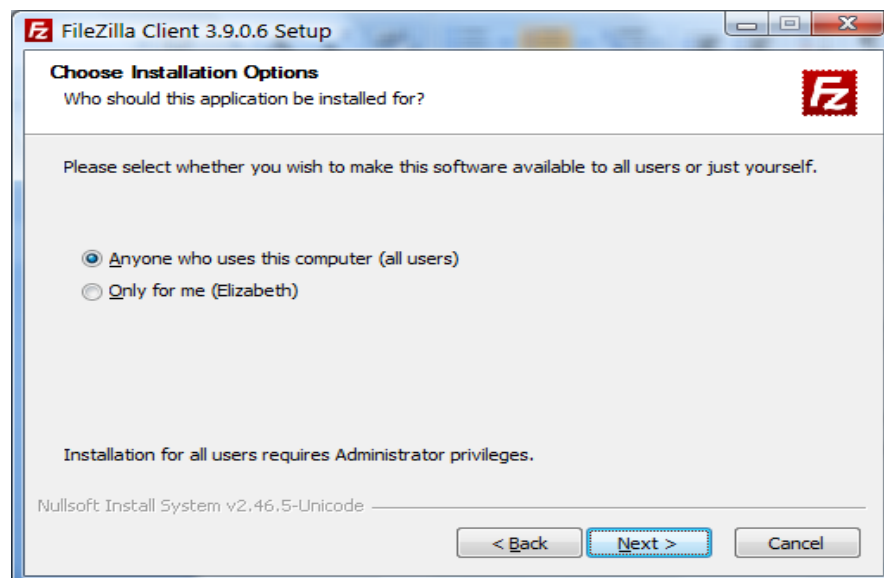 FileZilla Client 3.9.0.6 Setup
Choose Installation Options
Who should this application be installed for?
Fz
Please select whether you wish to make this software available to all users or just yourself.
Anyone who uses this computer (all users)
Only for me (Elizabeth)
Installation for all users requires Administrator privileges.
Nullsoft Install System v2.46.5-Unicode
< Back Next > Cancel